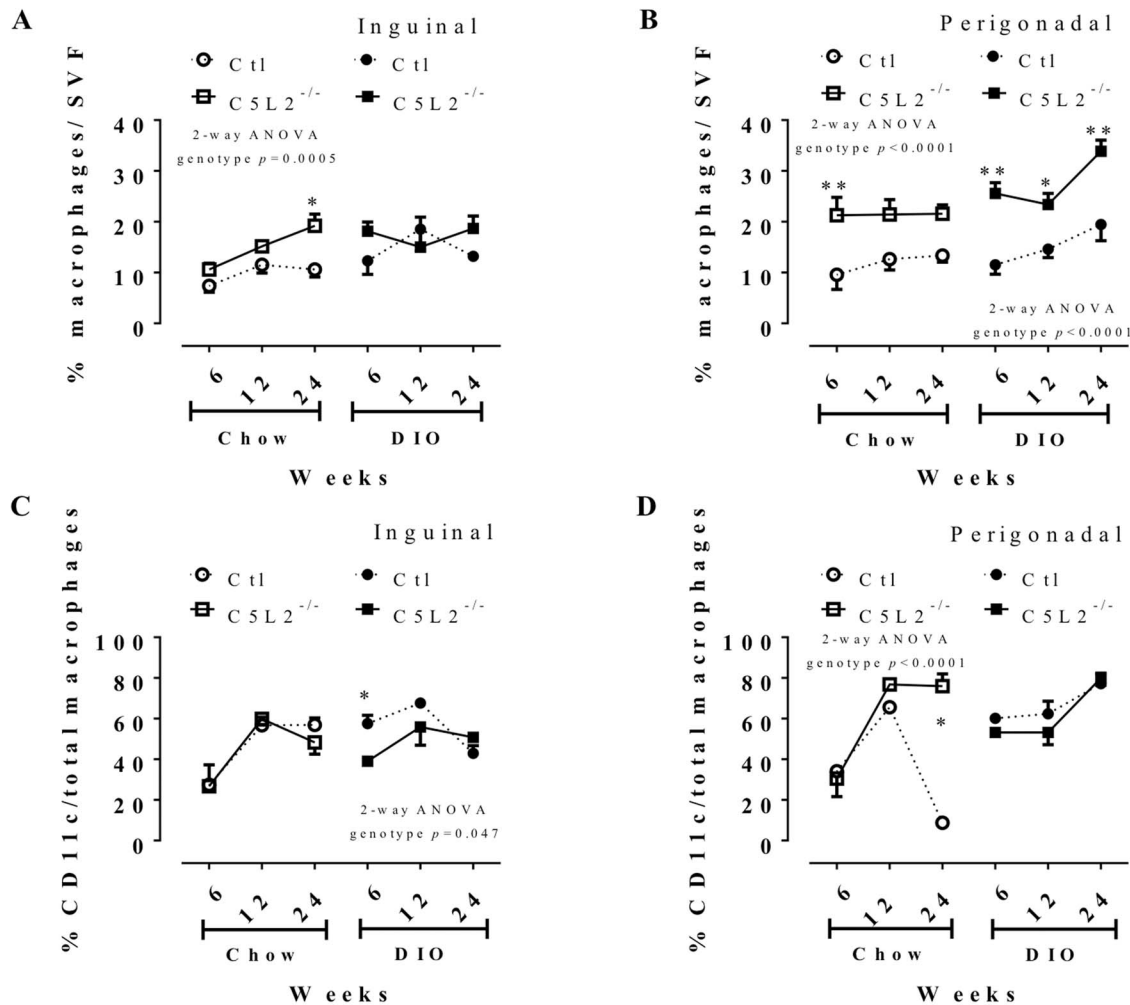 A
Inguinal
Ctl
Ctl
C5L2-/-
C5L2-/-
% macrophages/SVF
2-way ANOVA
genotype p=0.0005
*
40
30
20
10
0
6
12
24
6
12
24
Chow
DIO
Weeks
B
Perigonadal
Ctl
Ctl
C5L2-/-
C5L2-/-
% macrophages/SVF
2-way ANOVA
genotype p<0.0001
**
**
*
**
40
30
20
10
0
2-way ANOVA
genotype p<0.0001
6
12
24
6
12
24
Chow
DIO
Weeks
C
Inguinal
Ctl
Ctl
C5L2-/-
C5L2-/-
% CD11c/total macrophages
100
80
60
40
20
0
*
2-way ANOVA
genotype p=0.047
6
12
24
6
12
24
Chow
DIO
Weeks
D
Perigonadal
Ctl
Ctl
C5L2-/-
C5L2-/-
% CD11c/total macrophages
2-way ANOVA
genotype p<0.0001
100
80
60
40
20
0
*
6
12
24
6
12
24
Chow
DIO
Weeks